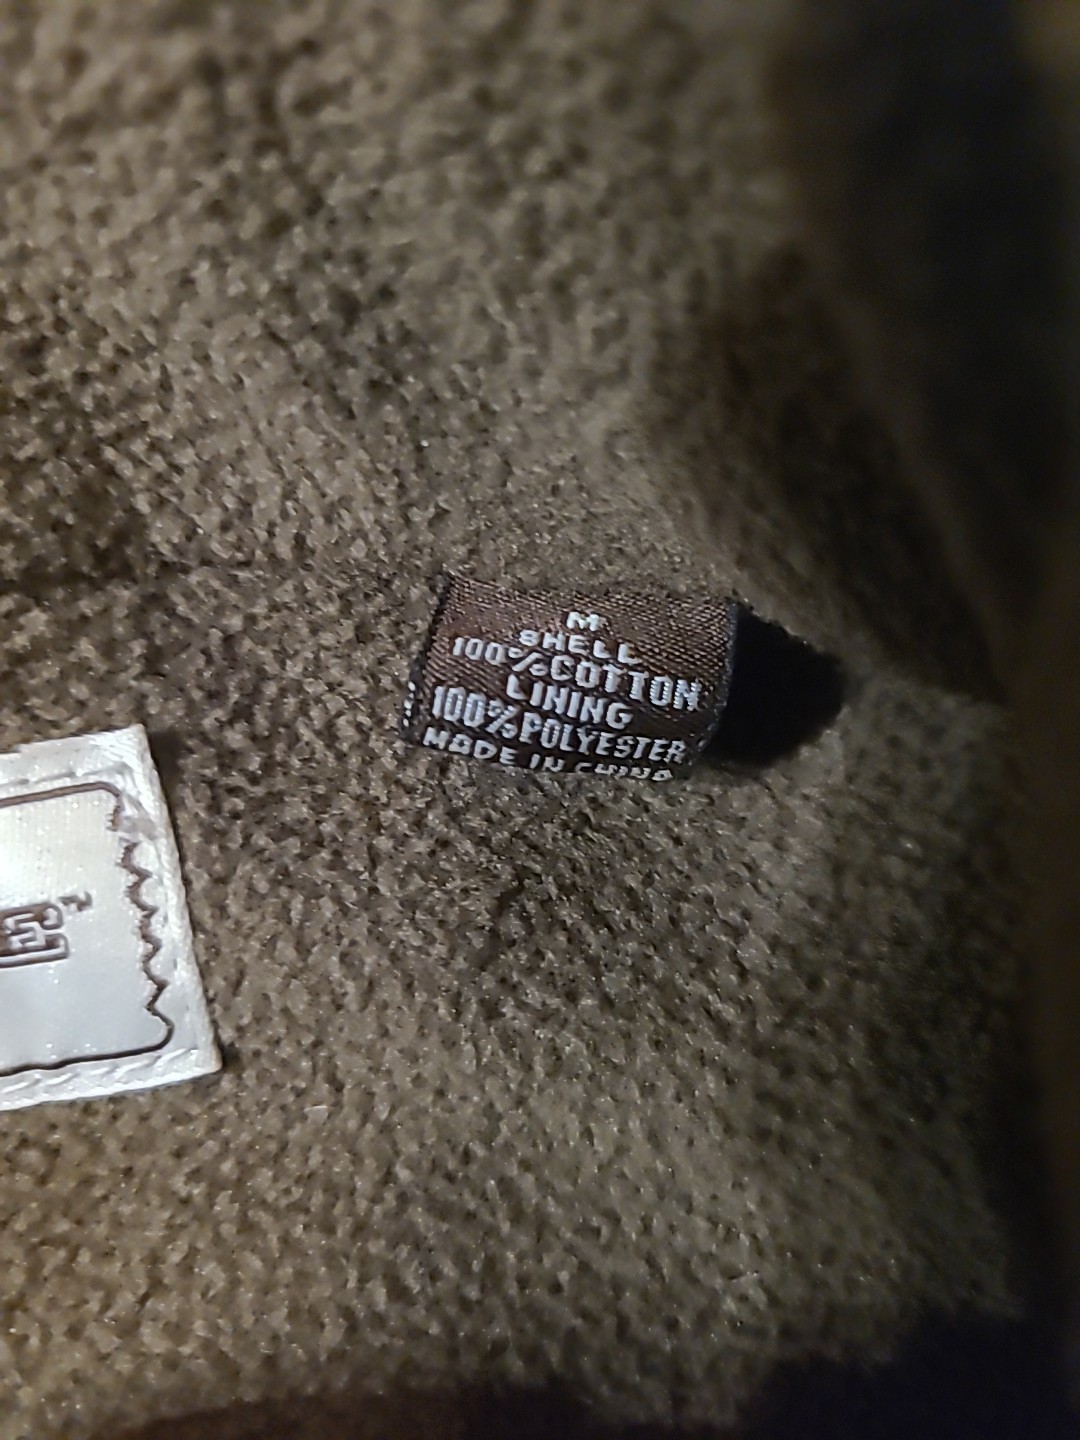 M
SHELL
100%COTTON
LINING
100%POLYESTER
MADE IN CHINA